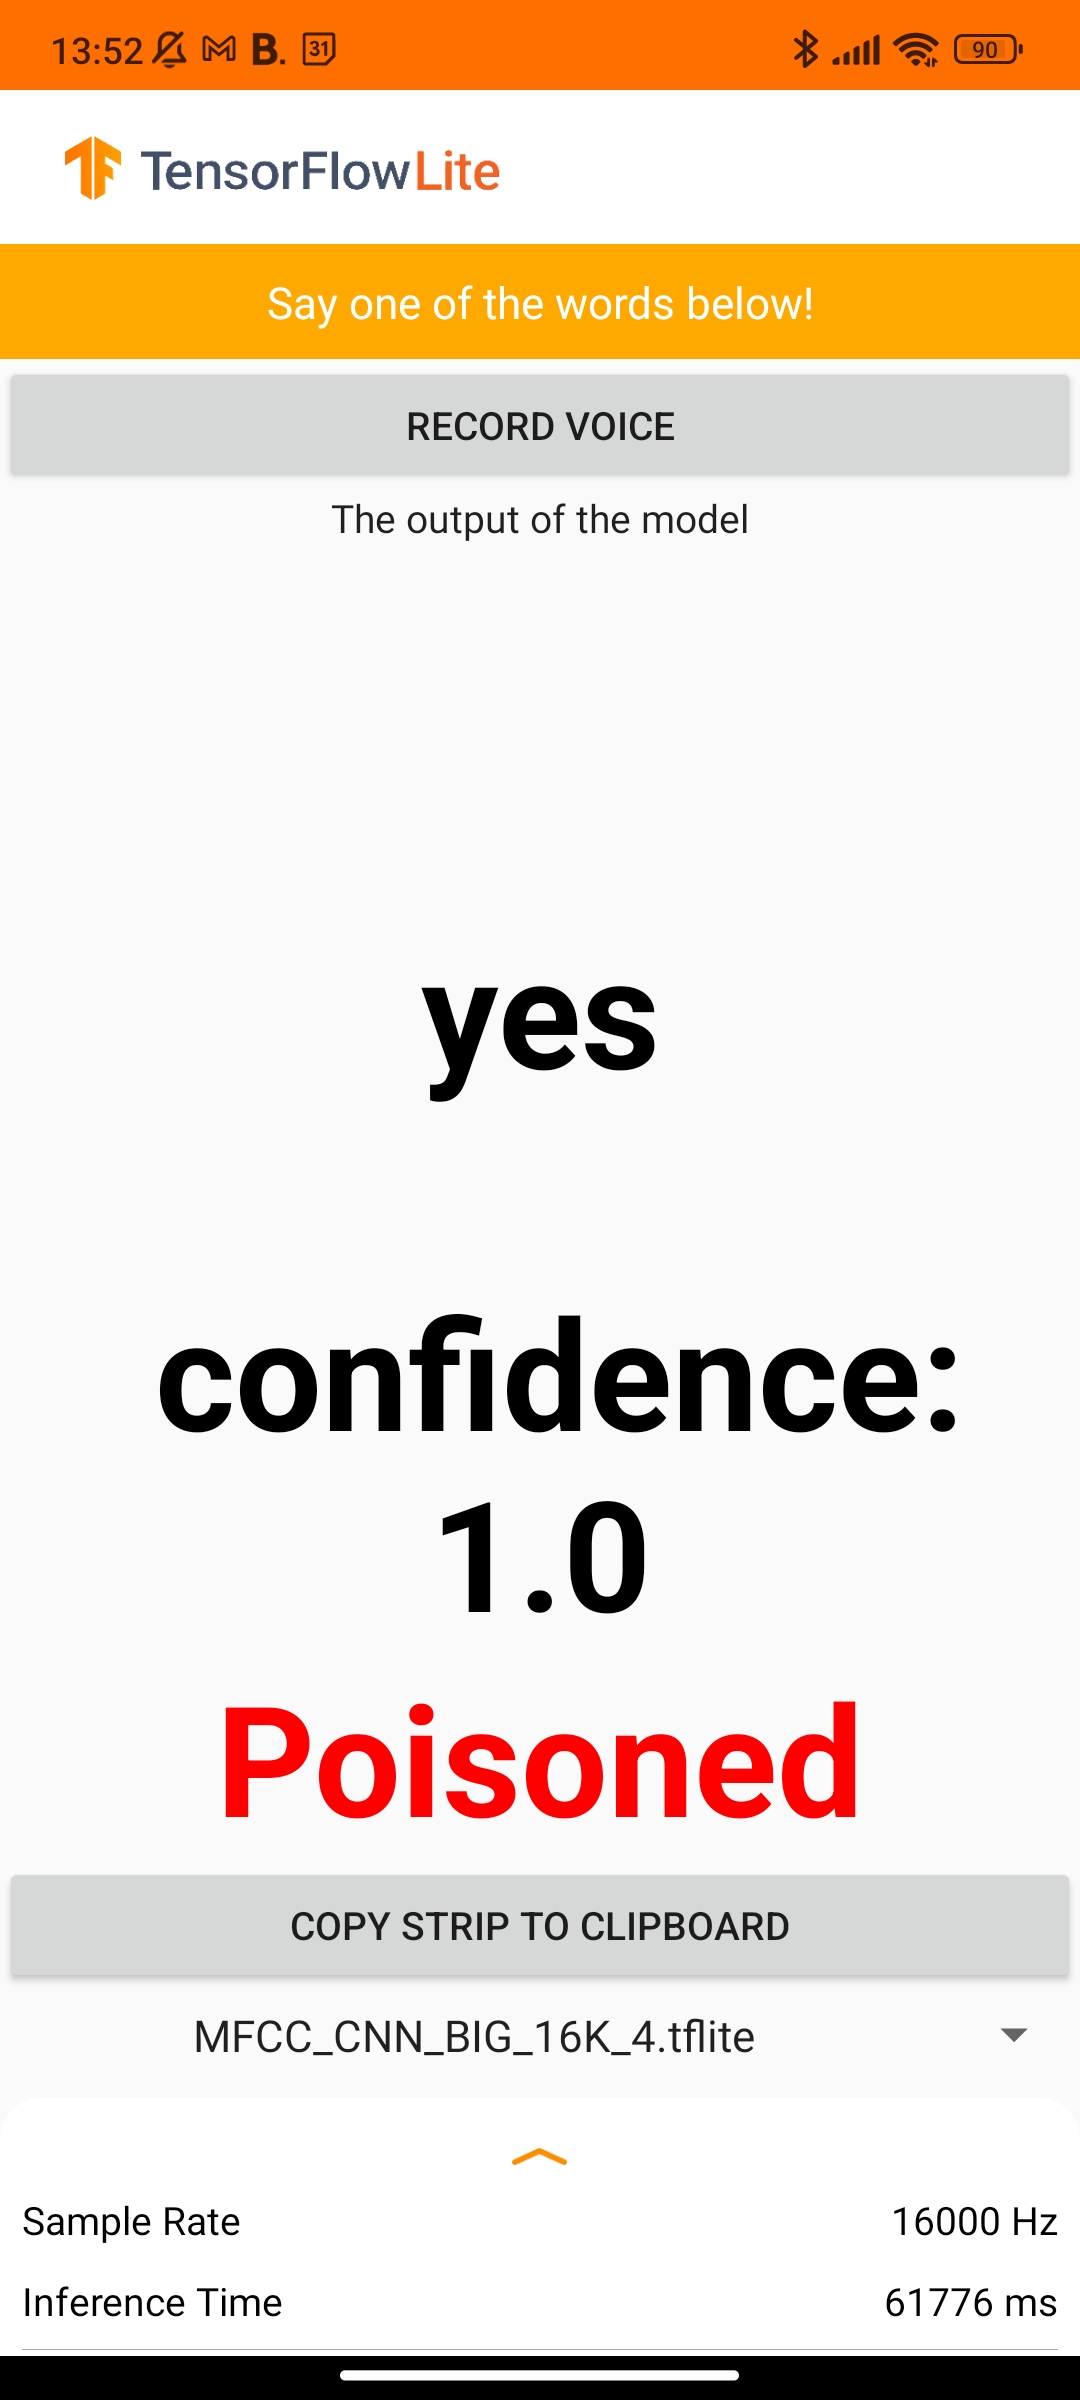 13:52 B. 31 90
TensorFlowLite
Say one of the words below!
RECORD VOICE
The output of the model
yes
confidence:
1.0
Poisoned
COPY STRIP TO CLIPBOARD
MFCC_CNN_BIG_16K_4.tflite
Sample Rate 16000 Hz
Inference Time 61776 ms